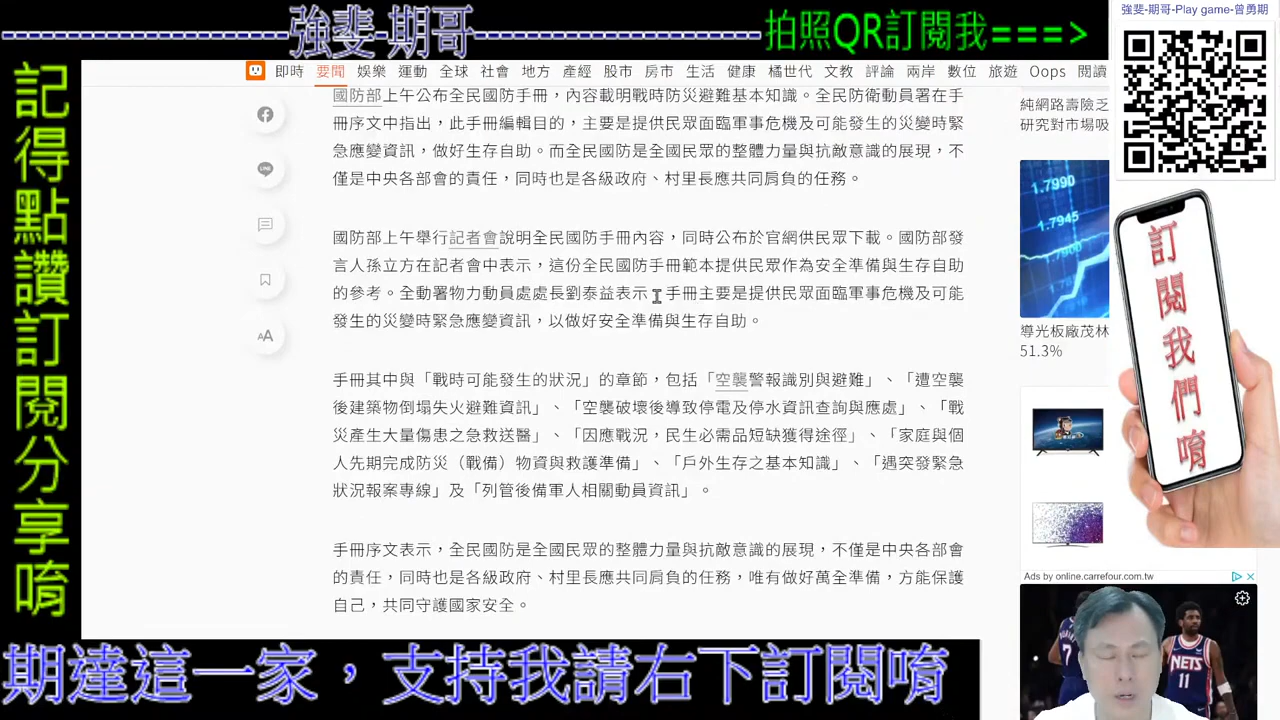 ------------------強斐-期哥------------------拍照QR訂閱我===>
強斐-期哥-Play game-曾勇期
記得點讚訂閱分享唷
即時 要聞 娛樂 運動 全球 社會 地方 產經 股市 房市 生活 健康 橘世代 文教 評論 兩岸 數位 旅遊 Oops 閱讀
國防部上午公布全民國防手冊，內容載明戰時防災避難基本知識。全民防衛動員署在手
冊序文中指出，此手冊編輯目的，主要是提供民眾面臨軍事危機及可能發生的災變時緊
急應變資訊，做好生存自助。而全民國防是全國民眾的整體力量與抗敵意識的展現，不
僅是中央各部會的責任，同時也是各級政府、村里長應共同肩負的任務。
國防部上午舉行記者會說明全民國防手冊內容，同時公布於官網供民眾下載。國防部發
言人孫立方在記者會中表示，這份全民國防手冊範本提供民眾作為安全準備與生存自助
的參考。全動署物力動員處處長劉泰益表示，手冊主要是提供民眾面臨軍事危機及可能
發生的災變時緊急應變資訊，以做好安全準備與生存自助。
手冊其中與「戰時可能發生的狀況」的章節，包括「空襲警報識別與避難」、「遭空襲
後建築物倒塌失火避難資訊」、「空襲破壞後導致停電及停水資訊查詢與應處」、「戰
災產生大量傷患之急救送醫」、「因應戰況，民生必需品短缺獲得途徑」、「家庭與個
人先期完成防災（戰備）物資與救護準備」、「戶外生存之基本知識」、「遇突發緊急
狀況報案專線」及「列管後備軍人相關動員資訊」。
手冊序文表示，全民國防是全國民眾的整體力量與抗敵意識的展現，不僅是中央各部會
的責任，同時也是各級政府、村里長應共同肩負的任務，唯有做好萬全準備，方能保護
自己，共同守護國家安全。
AA
純網路壽險乏
研究對市場吸
1.7990
1.7945
導光板廠茂林
51.3%
Ads by online.carrefour.com.tw
NETS
11
7
訂閱我們唷
期達這一家，支持我請右下訂閱唷